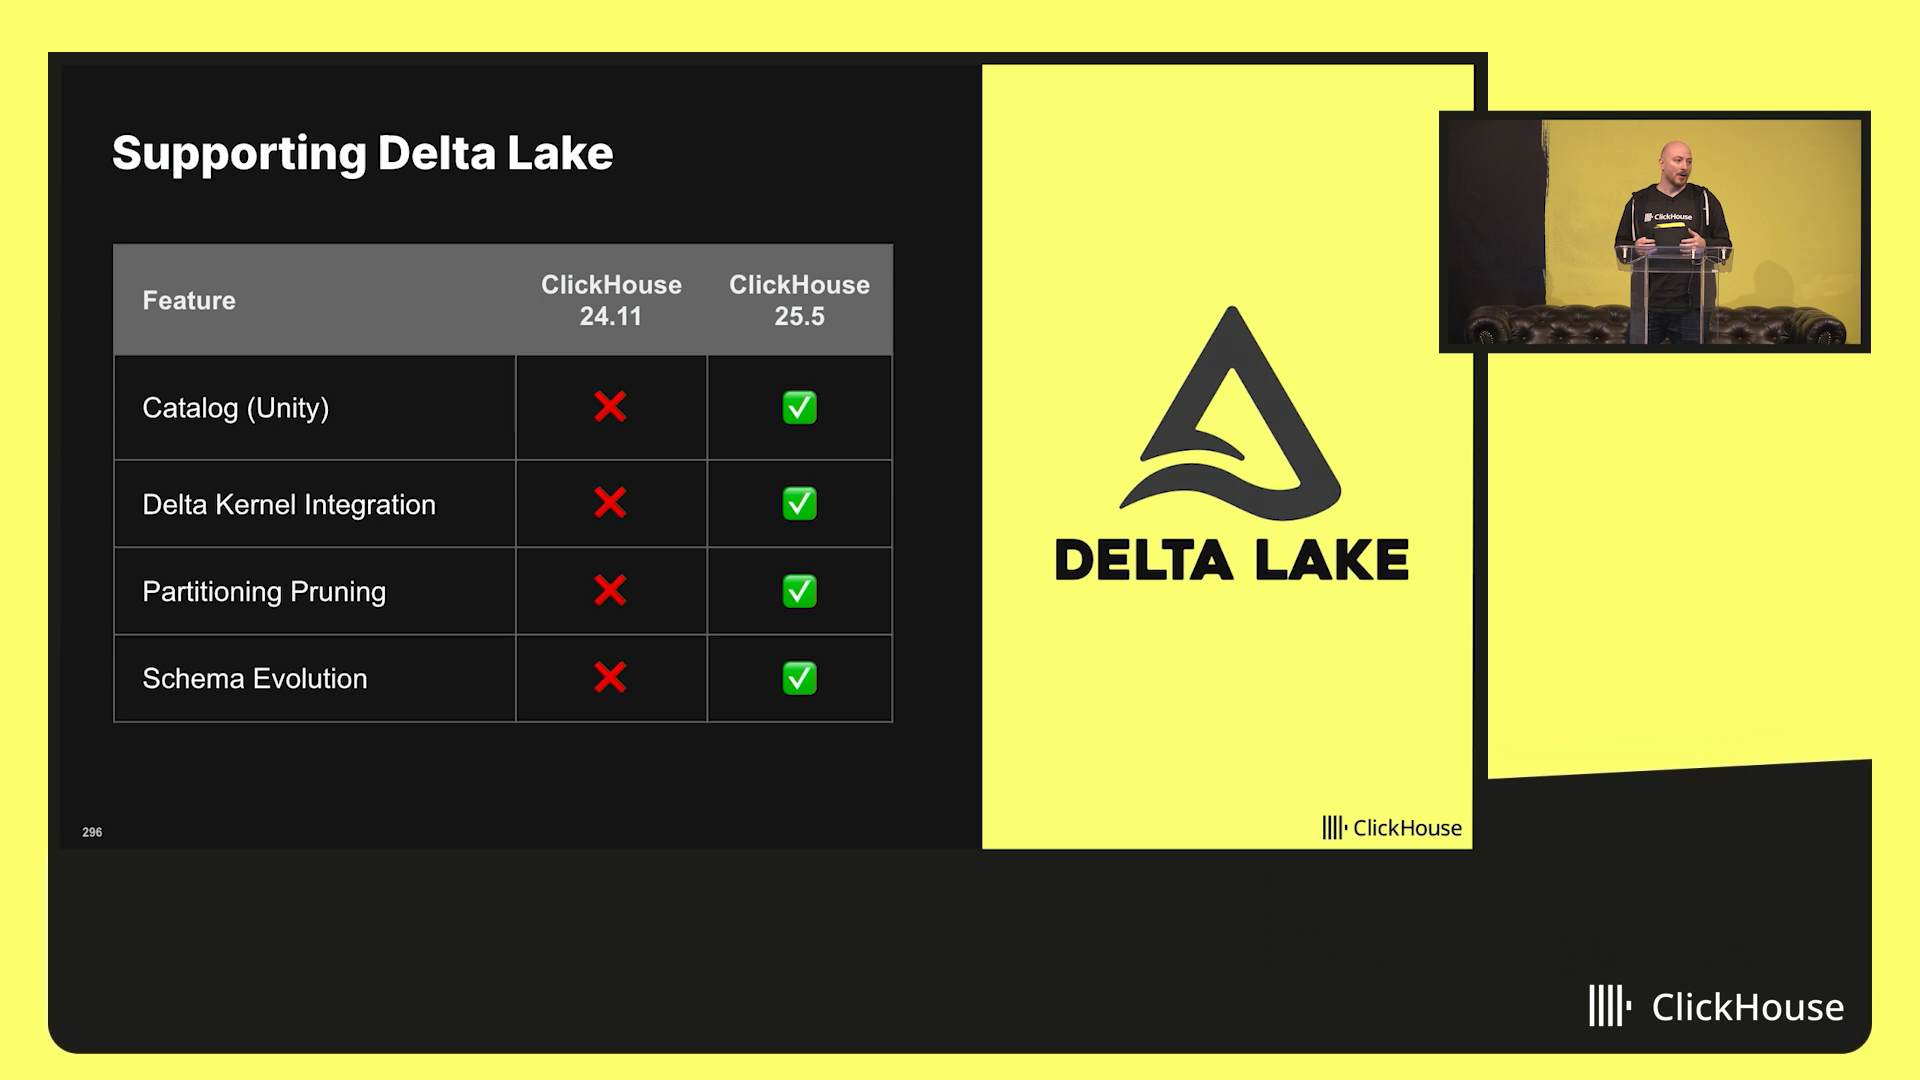 Supporting Delta Lake
Feature
ClickHouse
24.11
ClickHouse
25.5
Catalog (Unity)
Delta Kernel Integration
Partitioning Pruning
Schema Evolution
296
DELTA LAKE
ClickHouse
ClickHouse
ClickHouse